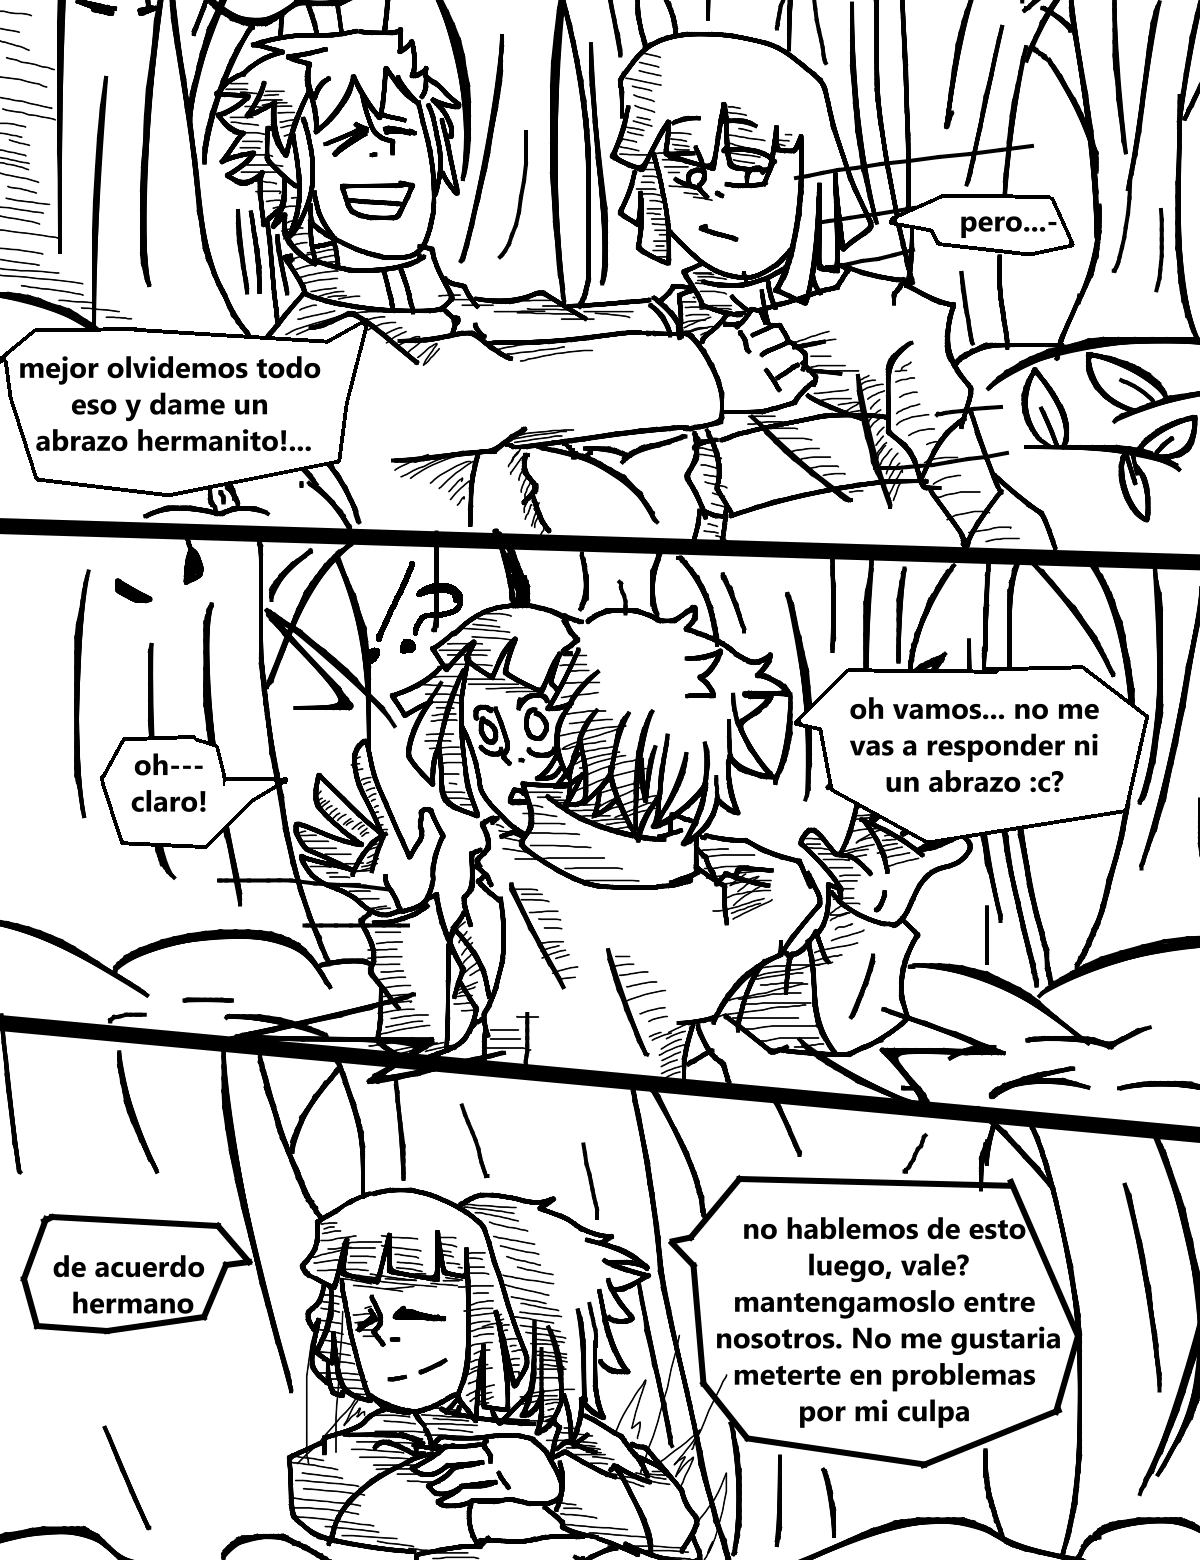 pero...-
mejor olvidemos todo
eso y dame un
abrazo hermanito!...
?
oh vamos... no me
vas a responder ni
un abrazo :c?
oh---
claro!
no hablemos de esto
luego, vale?
mantengamoslo entre
nosotros. No me gustaria
meterte en problemas
por mi culpa
de acuerdo
hermano